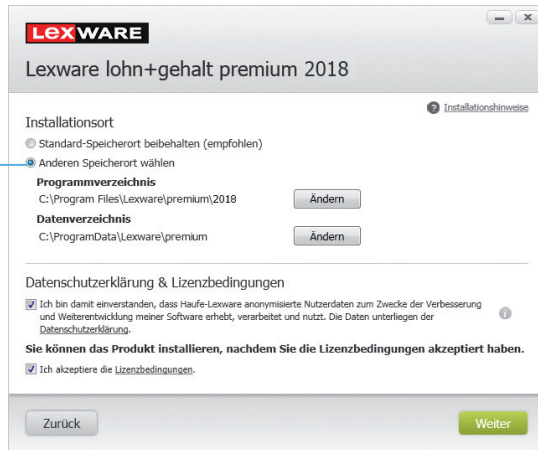 LEXWARE
Lexware lohn+gehalt premium 2018
Installationshinweise
Installationsort
Standard-Speicherort beibehalten (empfohlen)
Anderen Speicherort wählen
Programmverzeichnis
C:\Program Files\Lexware\premium\2018
Ändern
Datenverzeichnis
C:\ProgramData\Lexware\premium
Ändern
Datenschutzerklärung & Lizenzbedingungen
Ich bin damit einverstanden, dass Haufe-Lexware anonymisierte Nutzerdaten zum Zwecke der Verbesserung
und Weiterentwicklung meiner Software erhebt, verarbeitet und nutzt. Die Daten unterliegen der
Datenschutzerklärung.
Sie können das Produkt installieren, nachdem Sie die Lizenzbedingungen akzeptiert haben.
Ich akzeptiere die Lizenzbedingungen.
Zurück
Weiter